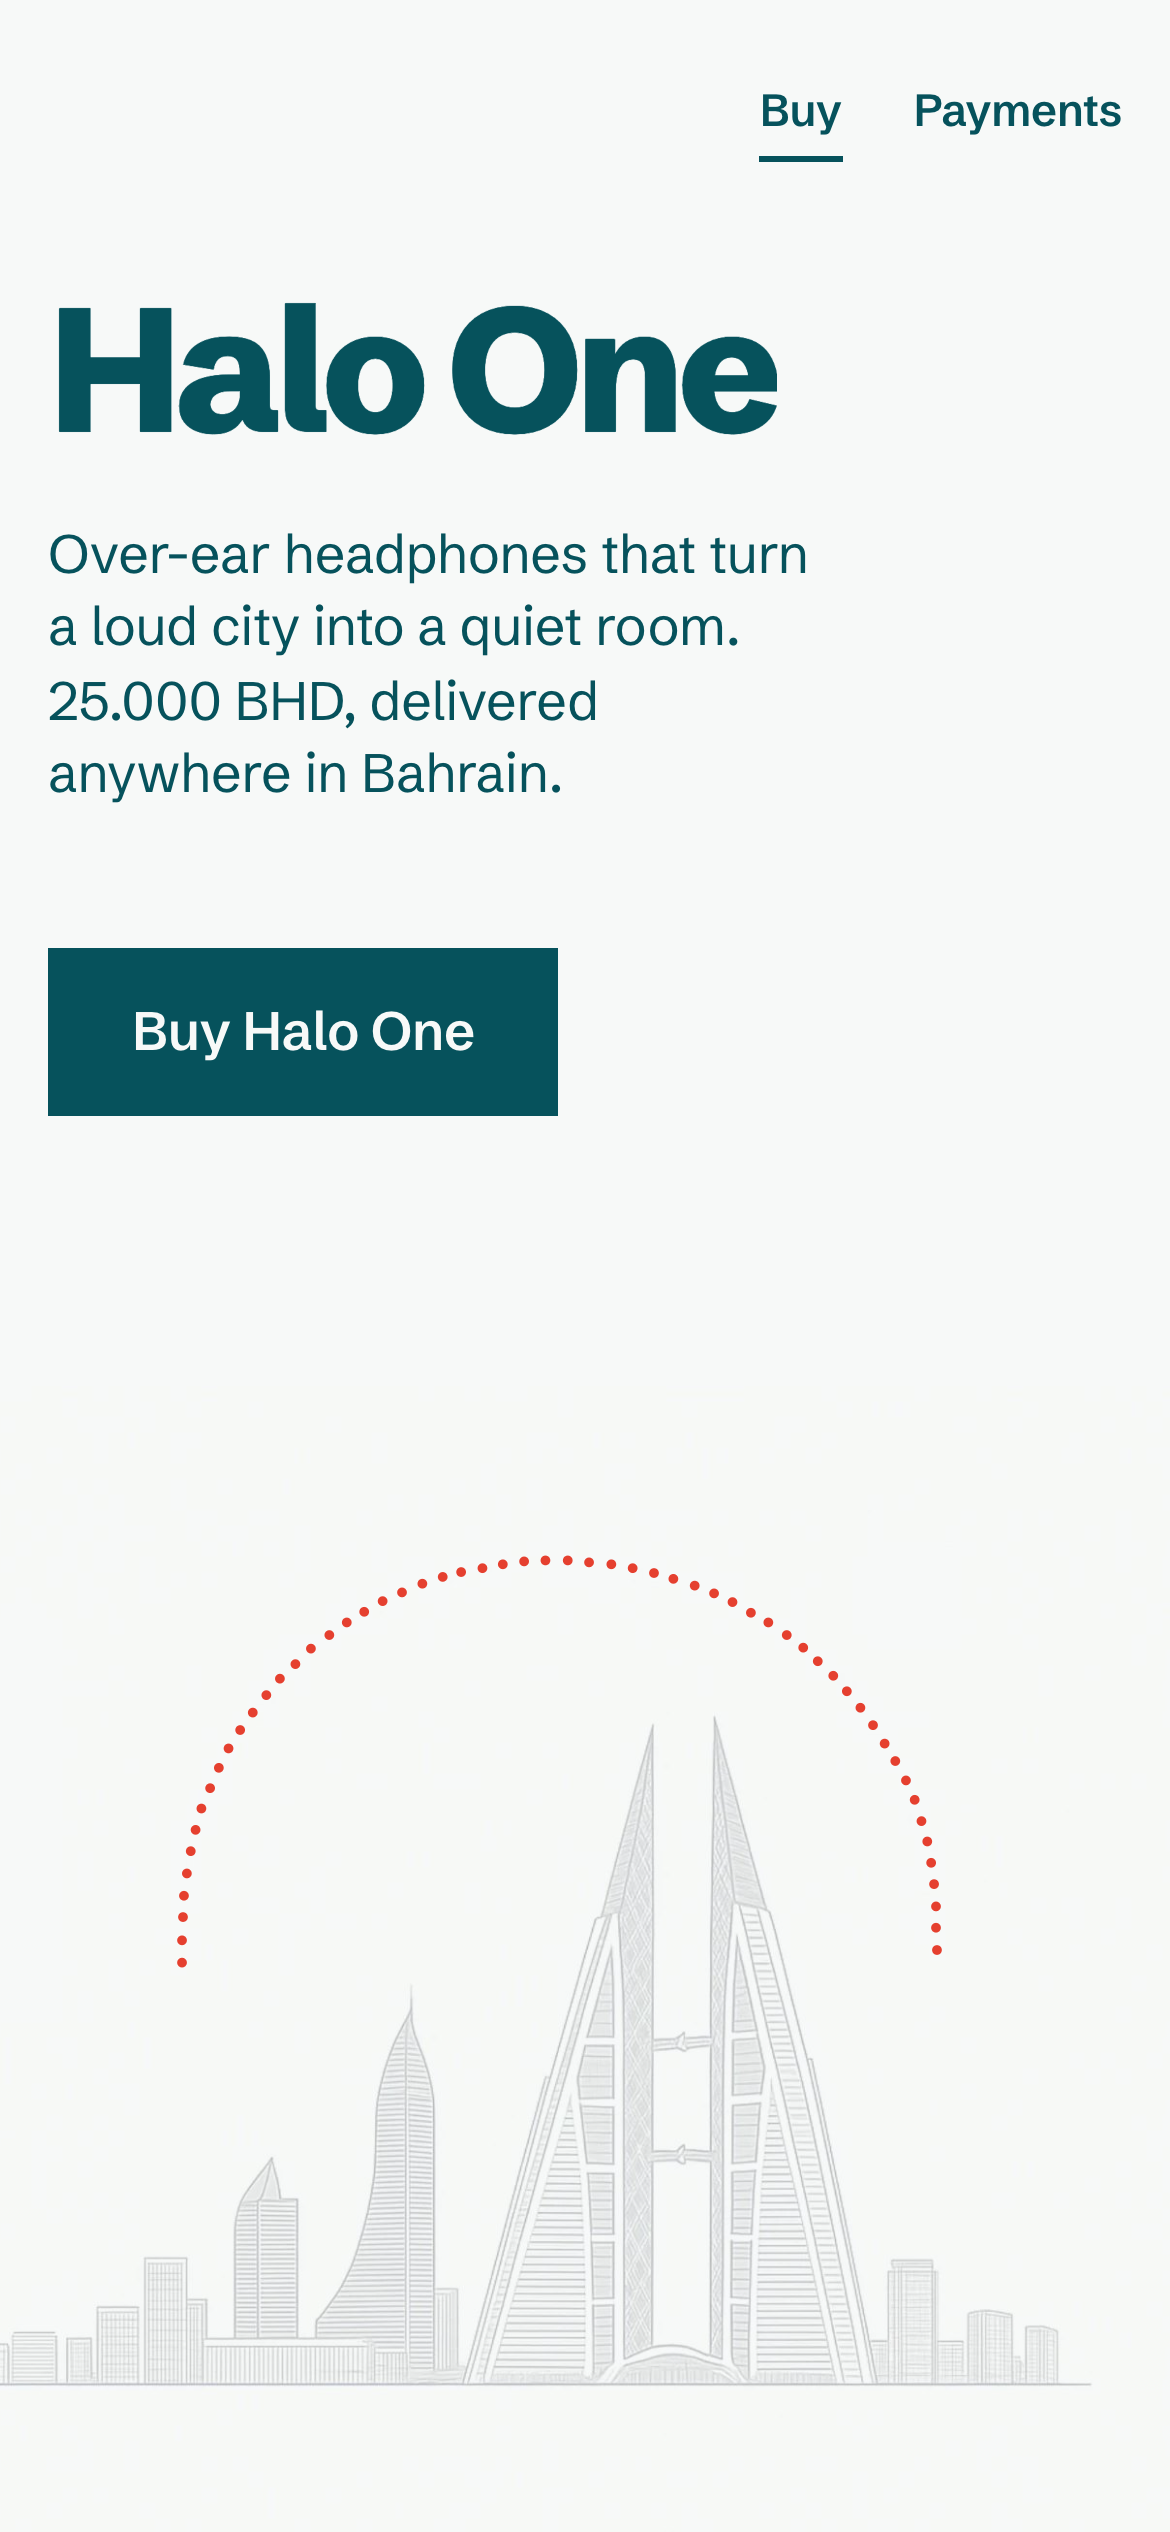 Buy Payments
Halo One
Over-ear headphones that turn
a loud city into a quiet room.
25.000 BHD, delivered
anywhere in Bahrain.
Buy Halo One